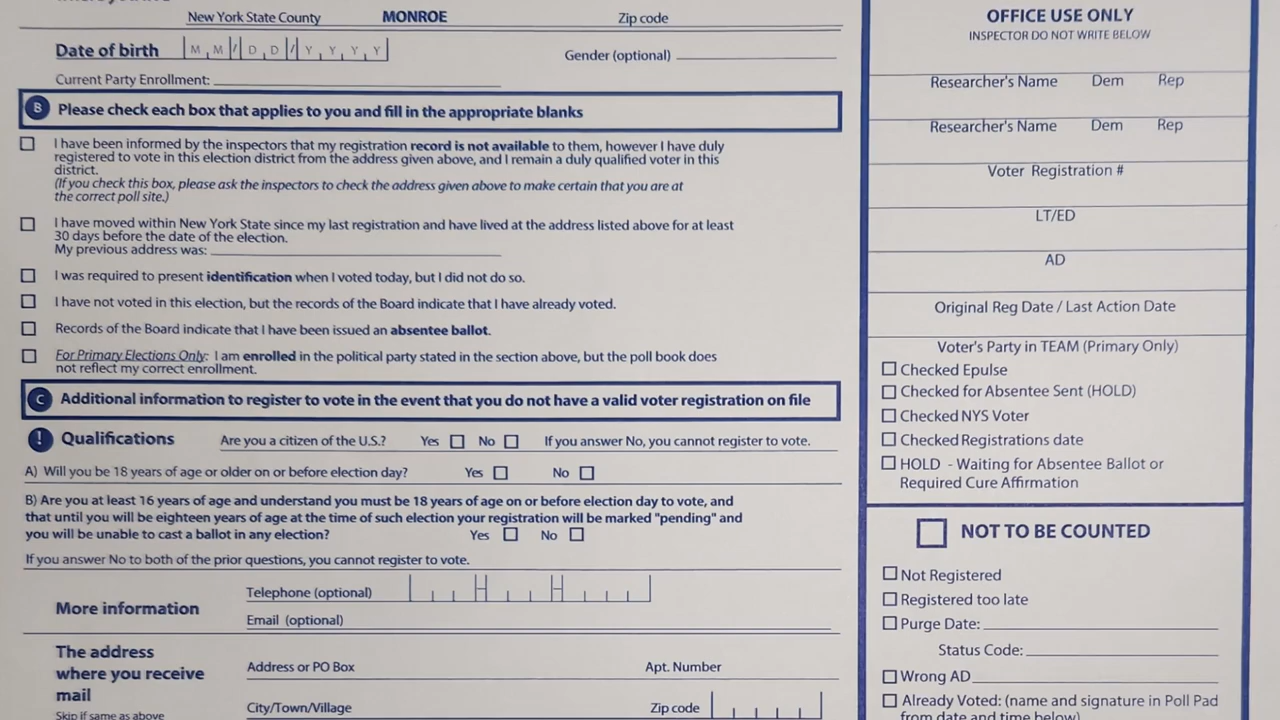 New York State County MONROE Zip code
Date of birth M M / D D / Y Y Y Y Gender (optional)
Current Party Enrollment:
B Please check each box that applies to you and fill in the appropriate blanks
I have been informed by the inspectors that my registration record is not available to them, however I have duly
registered to vote in this election district from the address given above, and I remain a duly qualified voter in this
district.
(If you check this box, please ask the inspectors to check the address given above to make certain that you are at
the correct poll site.)
I have moved within New York State since my last registration and have lived at the address listed above for at least
30 days before the date of the election.
My previous address was:
I was required to present identification when I voted today, but I did not do so.
I have not voted in this election, but the records of the Board indicate that I have already voted.
Records of the Board indicate that I have been issued an absentee ballot.
For Primary Elections Only: I am enrolled in the political party stated in the section above, but the poll book does
not reflect my correct enrollment.
C Additional information to register to vote in the event that you do not have a valid voter registration on file
! Qualifications Are you a citizen of the U.S.? Yes No If you answer No, you cannot register to vote.
A) Will you be 18 years of age or older on or before election day? Yes No
B) Are you at least 16 years of age and understand you must be 18 years of age on or before election day to vote, and
that until you will be eighteen years of age at the time of such election your registration will be marked "pending" and
you will be unable to cast a ballot in any election? Yes No
If you answer No to both of the prior questions, you cannot register to vote.
More information
Telephone (optional)
Email (optional)
The address
where you receive
mail
Skip if same as above
Address or PO Box Apt. Number
City/Town/Village Zip code
OFFICE USE ONLY
INSPECTOR DO NOT WRITE BELOW
Researcher's Name Dem Rep
Researcher's Name Dem Rep
Voter Registration #
LT/ED
AD
Original Reg Date / Last Action Date
Voter's Party in TEAM (Primary Only)
Checked Epulse
Checked for Absentee Sent (HOLD)
Checked NYS Voter
Checked Registrations date
HOLD - Waiting for Absentee Ballot or
Required Cure Affirmation
NOT TO BE COUNTED
Not Registered
Registered too late
Purge Date:
Status Code:
Wrong AD
Already Voted: (name and signature in Poll Pad
from date and time below)